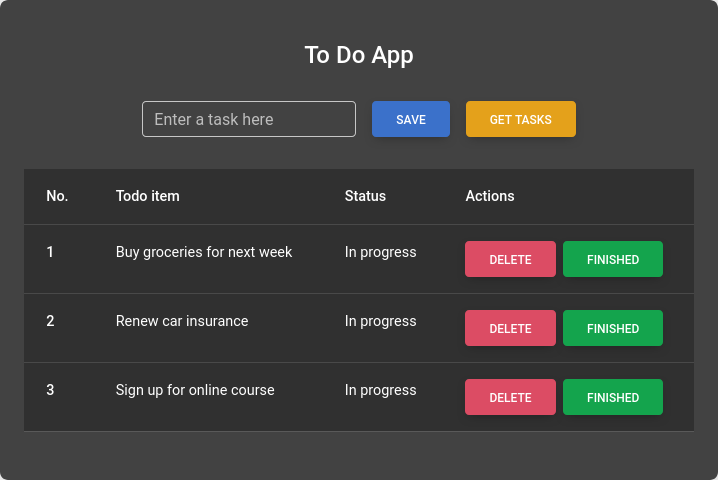 To Do App
Enter a task here SAVE GET TASKS
No. Todo item Status Actions
1 Buy groceries for next week In progress DELETE FINISHED
2 Renew car insurance In progress DELETE FINISHED
3 Sign up for online course In progress DELETE FINISHED